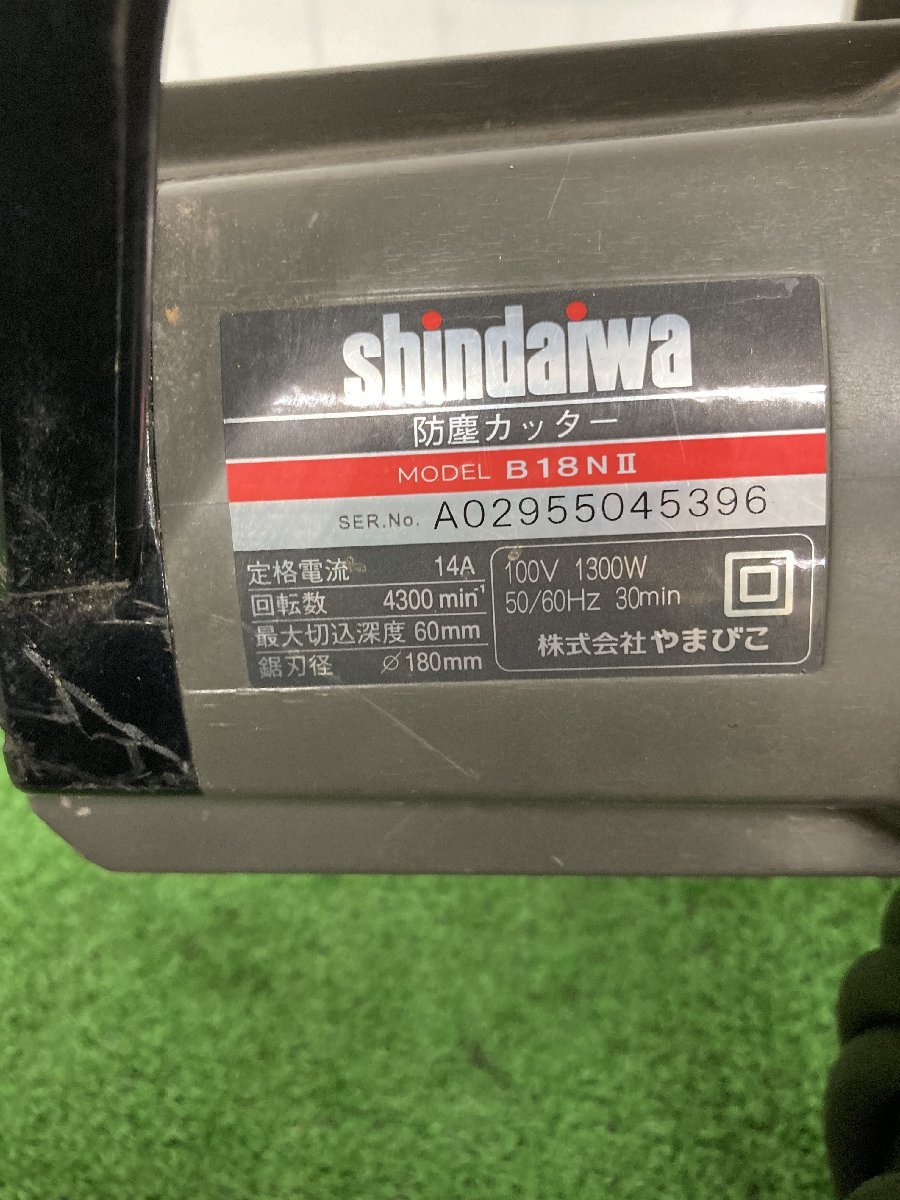 shindaiwa
防塵カッター
MODEL B18NⅡ
SER.No. A02955045396
定格電流 14A
回転数 4300 min⁻¹
最大切込深度 60mm
鋸刃径 ⌀180mm
100V 1300W
50/60Hz 30min
株式会社やまびこ